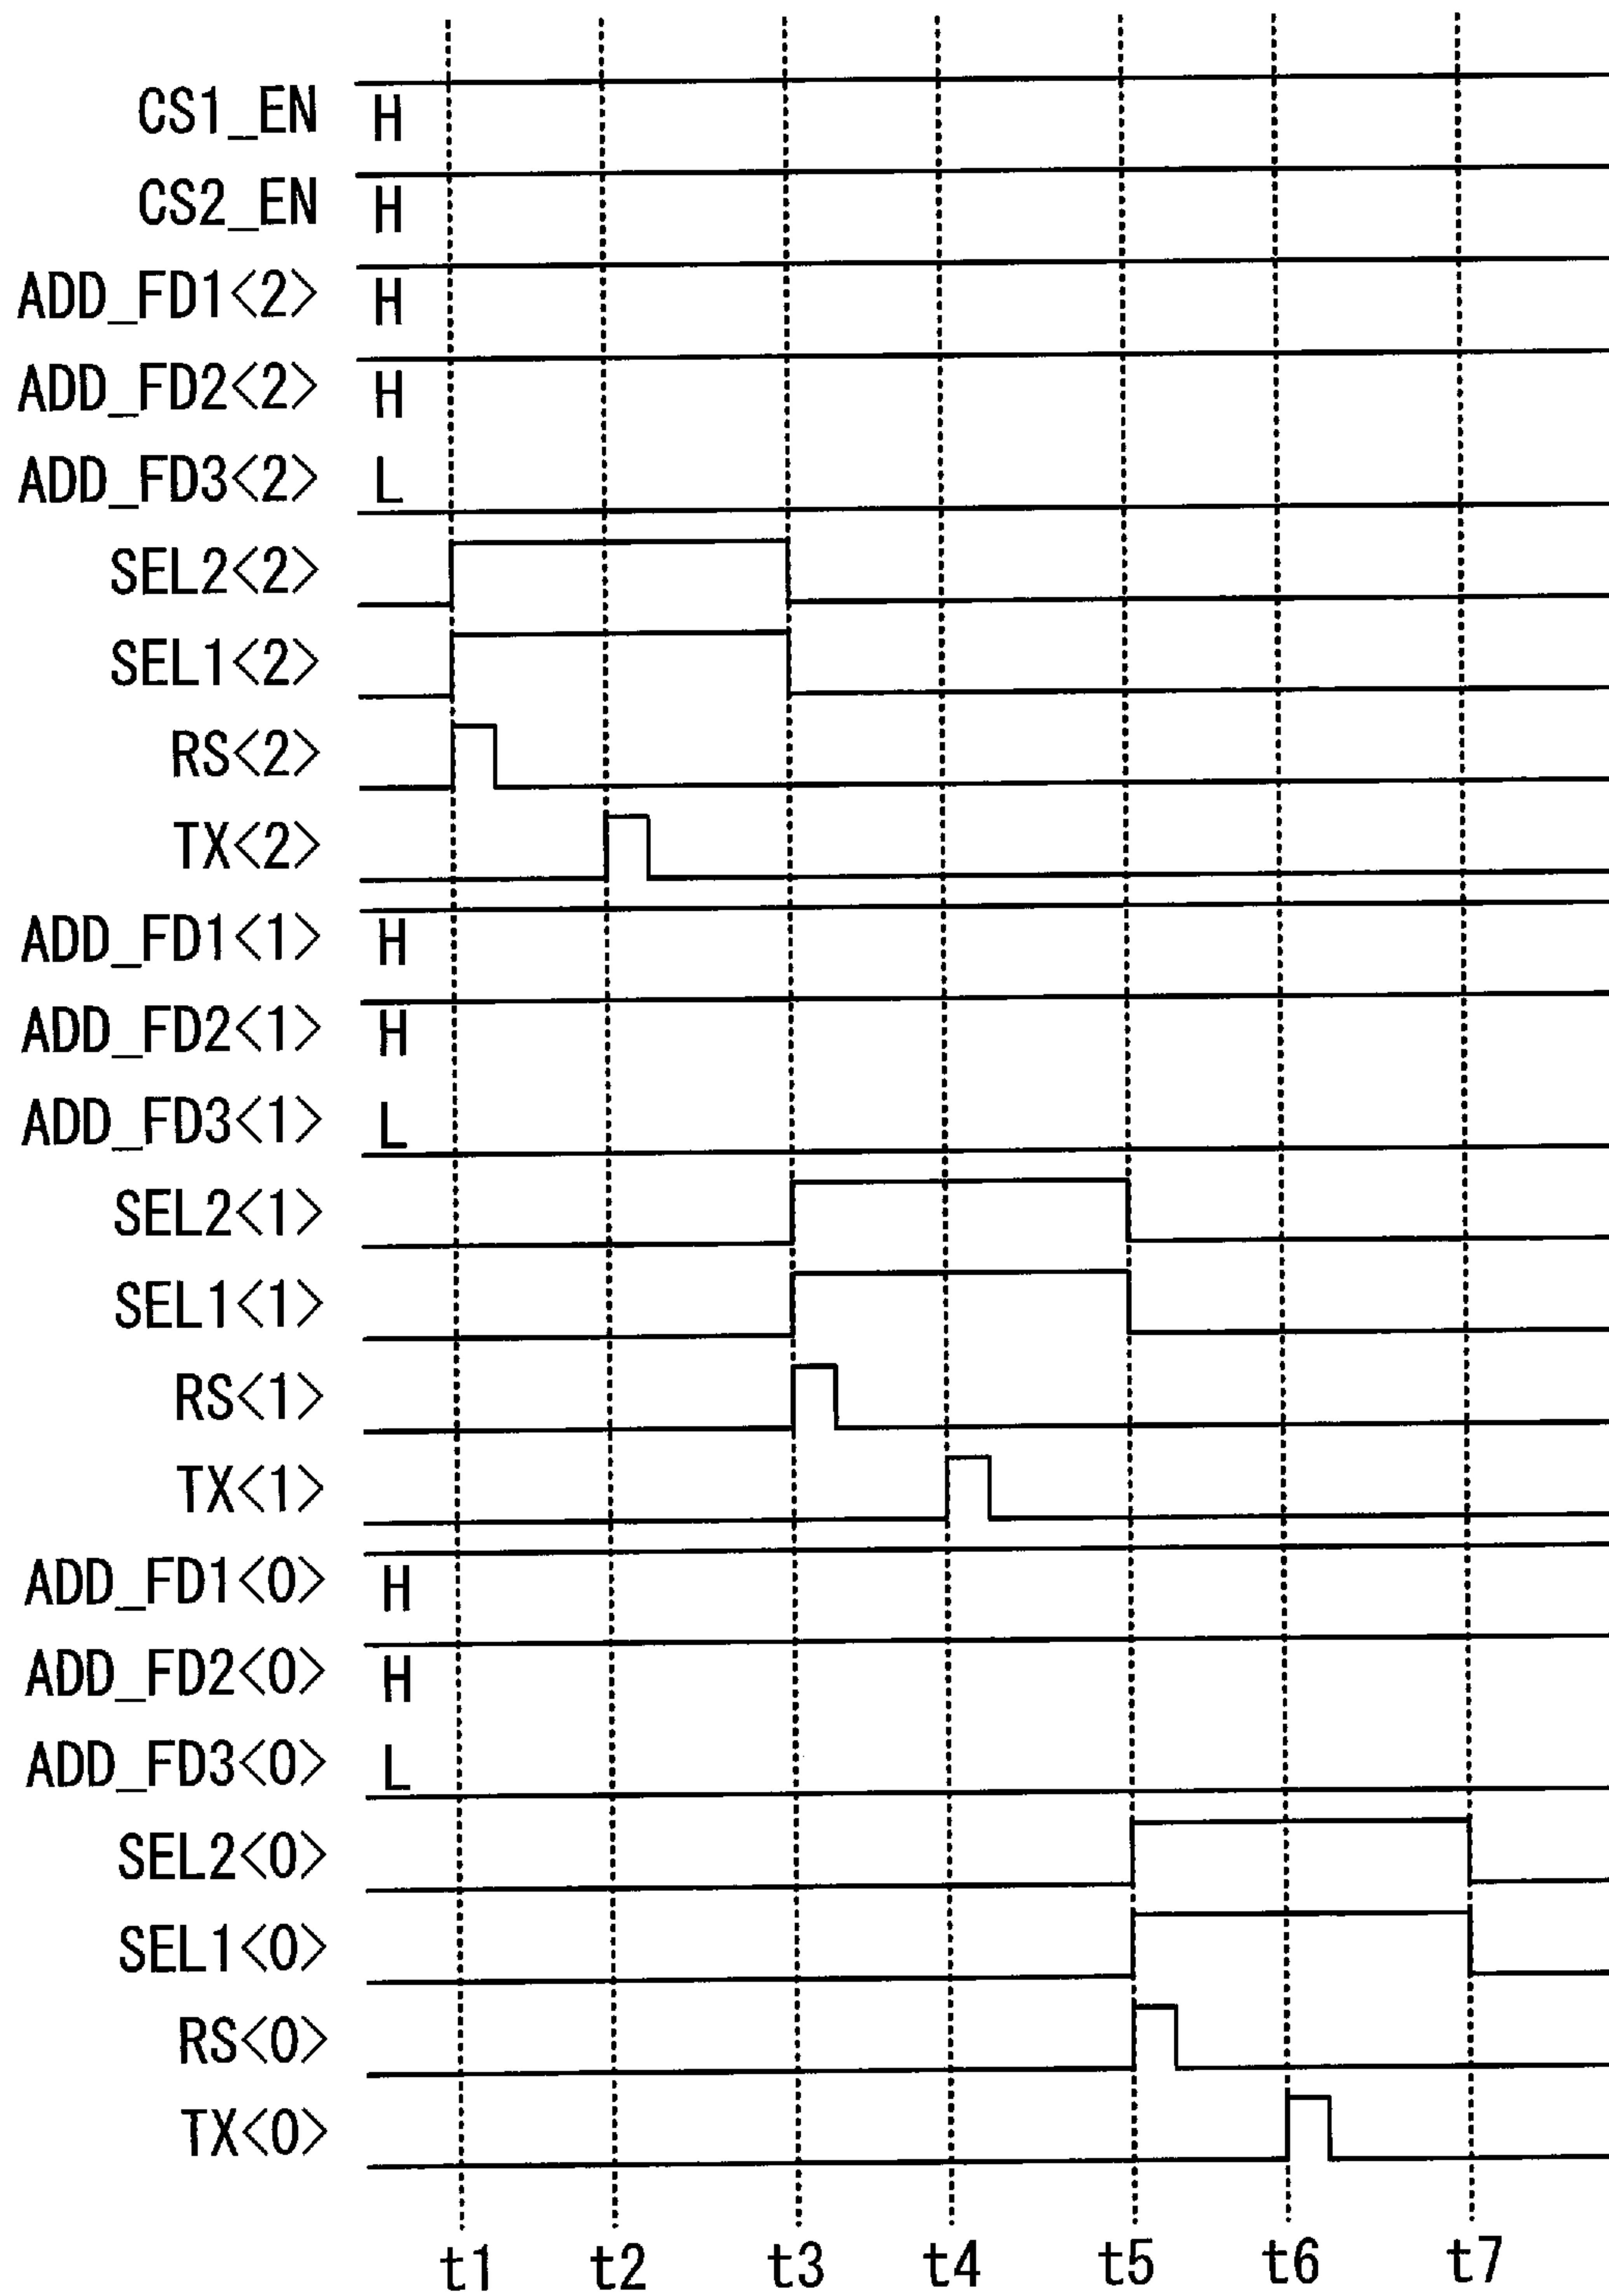 CS1_EN H
CS2_EN H
ADD_FD1<2> H
ADD_FD2<2> H
ADD_FD3<2> L
SEL2<2>
SEL1<2>
RS<2>
TX<2>
ADD_FD1<1> H
ADD_FD2<1> H
ADD_FD3<1> L
SEL2<1>
SEL1<1>
RS<1>
TX<1>
ADD_FD1<0> H
ADD_FD2<0> H
ADD_FD3<0> L
SEL2<0>
SEL1<0>
RS<0>
TX<0>
t1 t2 t3 t4 t5 t6 t7